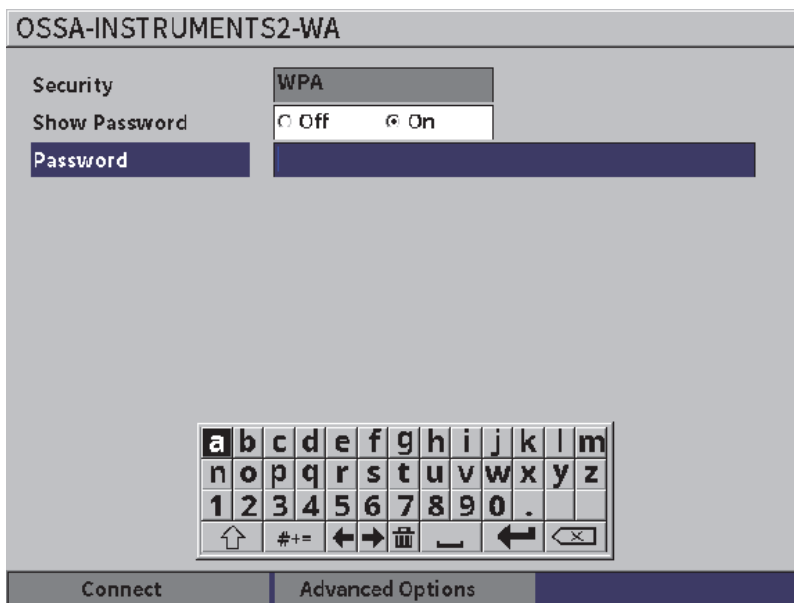 OSSA-INSTRUMENTS2-WA
Security WPA
Show Password Off On
Password
a b c d e f g h i j k l m
n o p q r s t u v w x y z
1 2 3 4 5 6 7 8 9 0 .
#+=
Connect Advanced Options